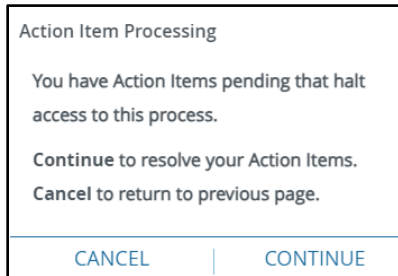 Action Item Processing
You have Action Items pending that halt
access to this process.
Continue to resolve your Action Items.
Cancel to return to previous page.
CANCEL
CONTINUE